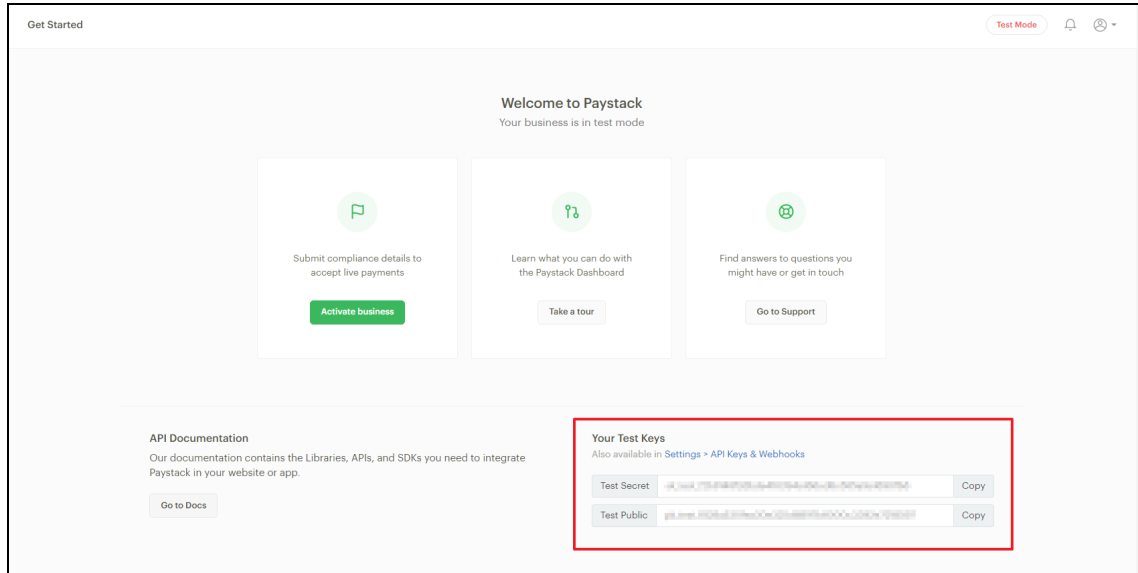 Get Started
Test Mode
Welcome to Paystack
Your business is in test mode
Submit compliance details to
accept live payments
Activate business
Learn what you can do with
the Paystack Dashboard
Take a tour
Find answers to questions you
might have or get in touch
Go to Support
API Documentation
Our documentation contains the Libraries, APIs, and SDKs you need to integrate
Paystack in your website or app.
Go to Docs
Your Test Keys
Also available in Settings > API Keys & Webhooks
Test Secret Copy
Test Public Copy